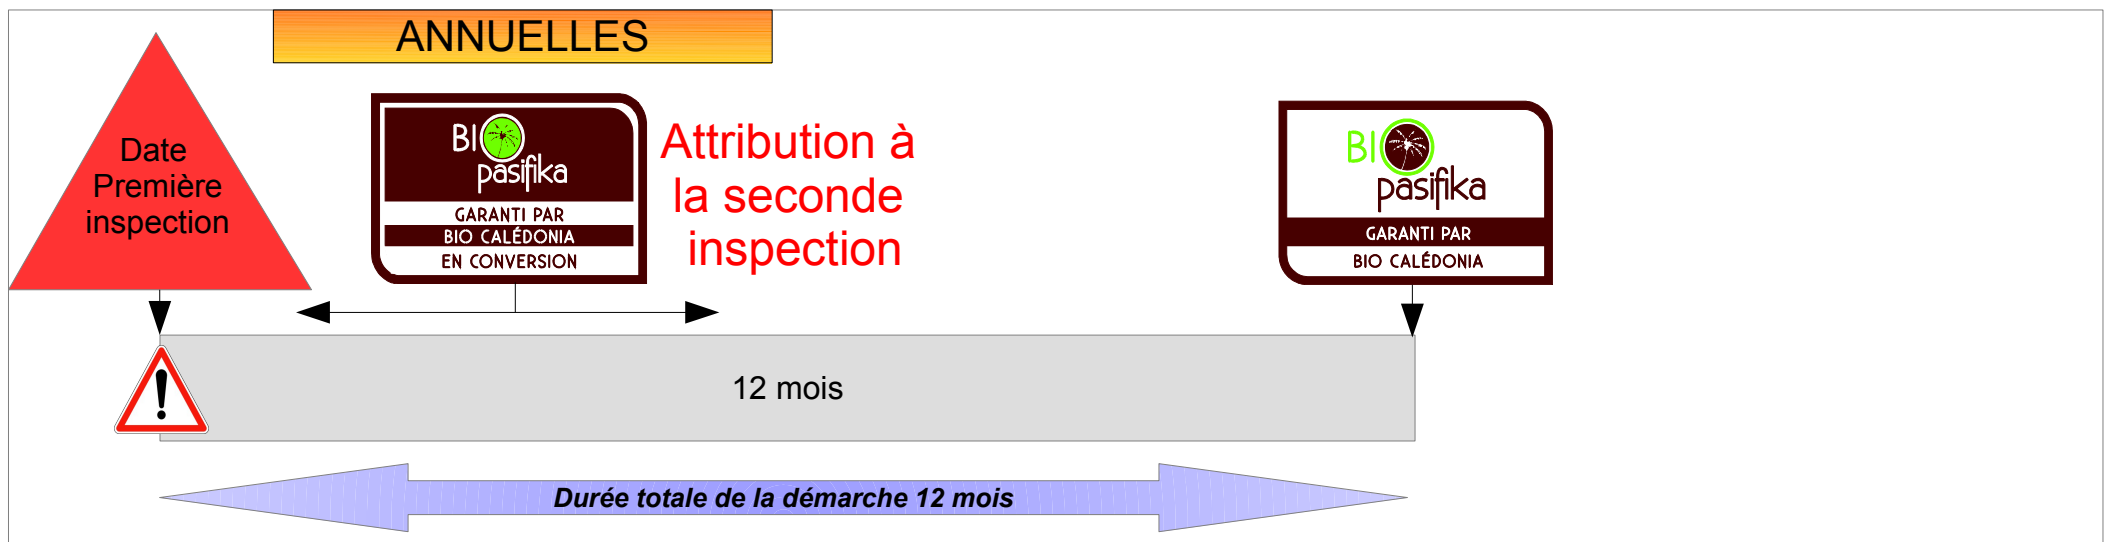 ANNUELLES
Date
Première
inspection
BIO
pasifika
GARANTI PAR
BIO CALÉDONIA
EN CONVERSION
Attribution à
la seconde
inspection
BIO
pasifika
GARANTI PAR
BIO CALÉDONIA
12 mois
Durée totale de la démarche 12 mois